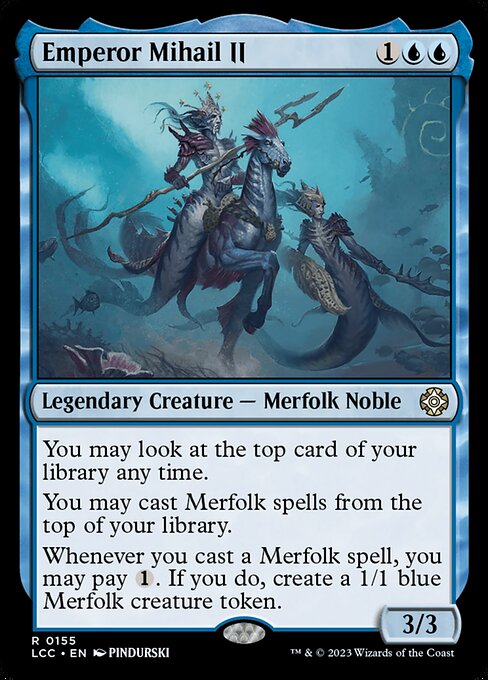 Emperor Mihail II 1
Legendary Creature — Merfolk Noble
You may look at the top card of your
library any time.
You may cast Merfolk spells from the
top of your library.
Whenever you cast a Merfolk spell, you
may pay 1. If you do, create a 1/1 blue
Merfolk creature token.
3/3
R 0155
LCC • EN PINDURSKI
™ & © 2023 Wizards of the Coast